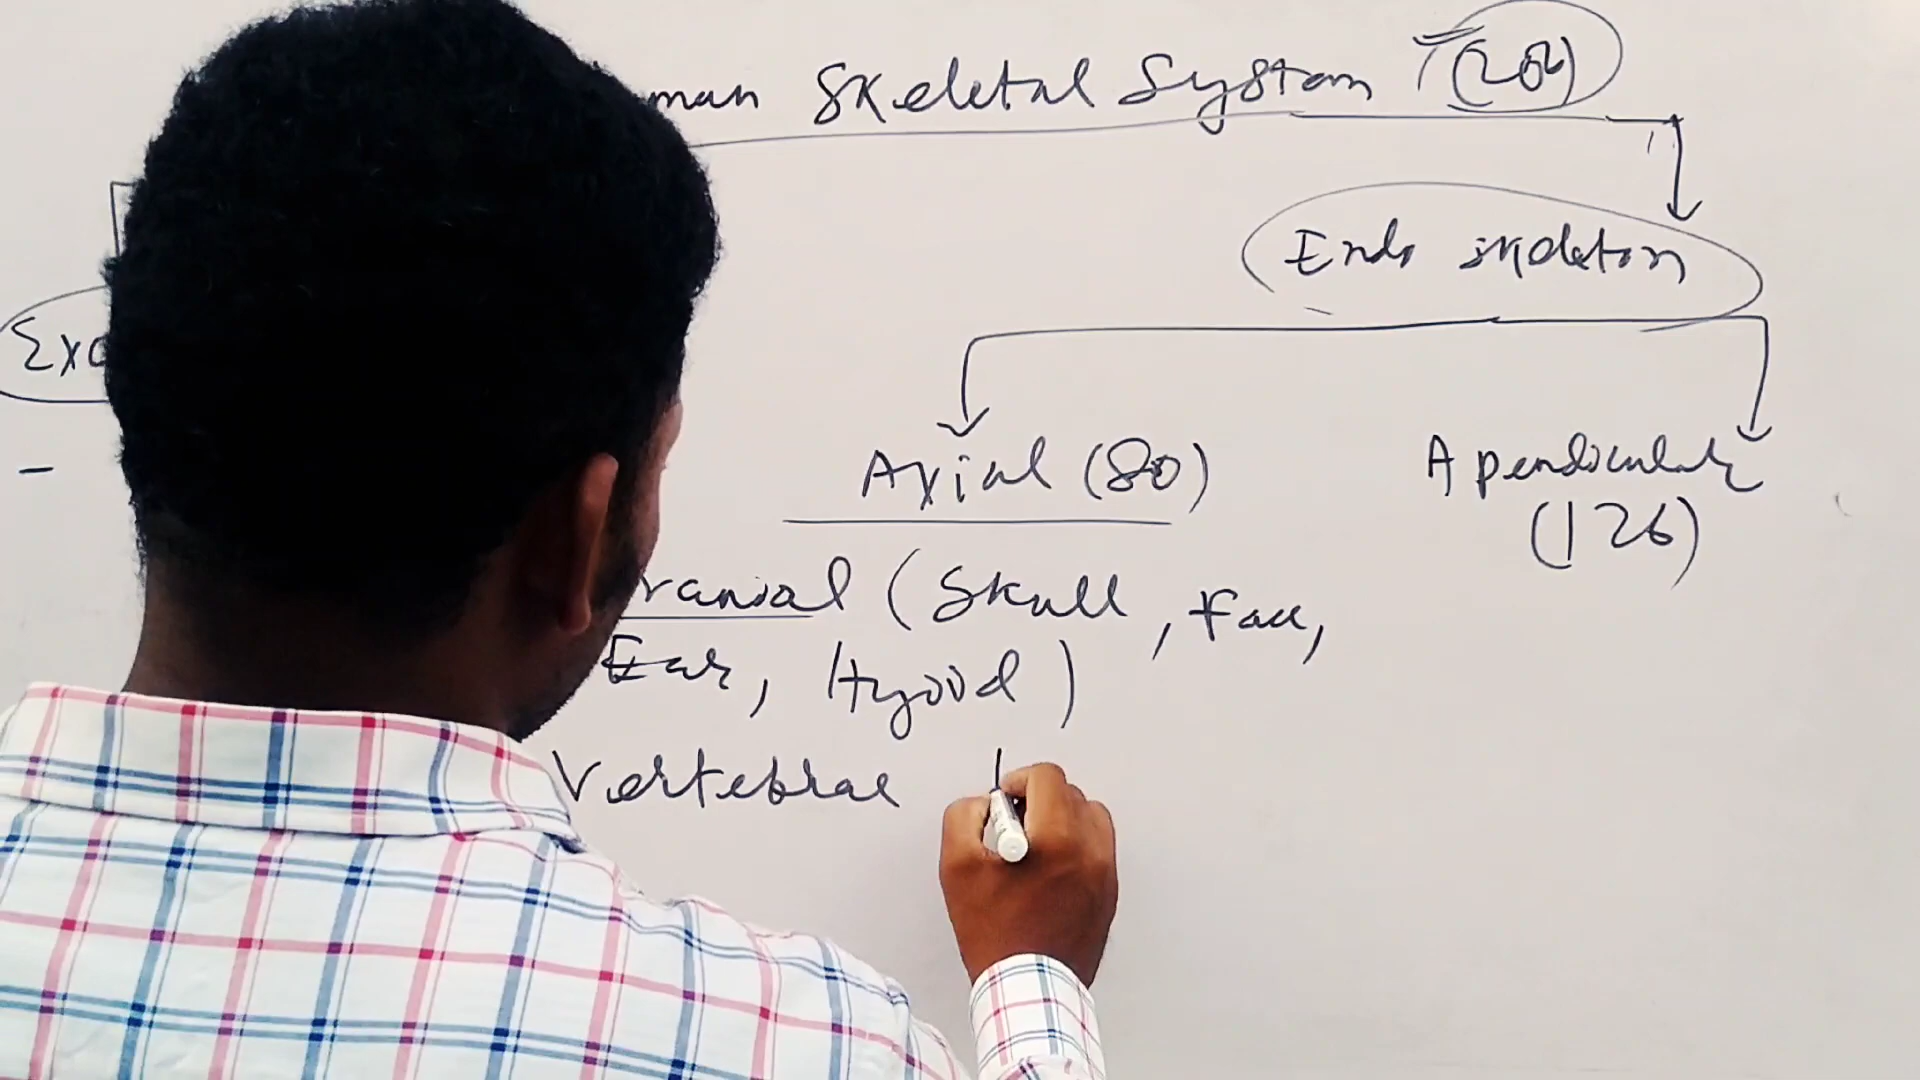 man Skeletal System (206)
Endo skeleton
Exo
Axial (80)
Apendicular
(126)
ranial (Skull, Face,
Ear, Hyoid)
Vertebrae